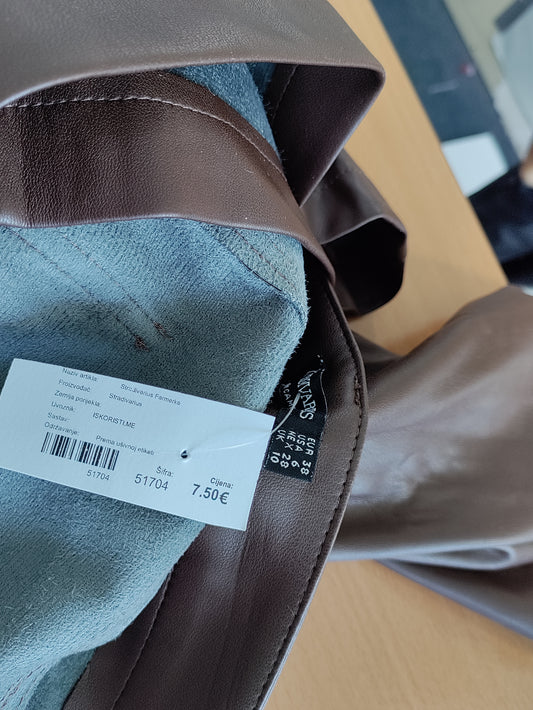 Naziv artikla: Stradivarius Farmerks
Proizvođač: Stradivarius
Zemlja porijekla:
Uvoznik: ISKORISTI.ME
Sastav:
Održavanje: Prema ušivnoj etiketi
51704
Šifra:
51704
Cijena:
7.50€
EUR 38
USA 6
MEX 28
UK 10